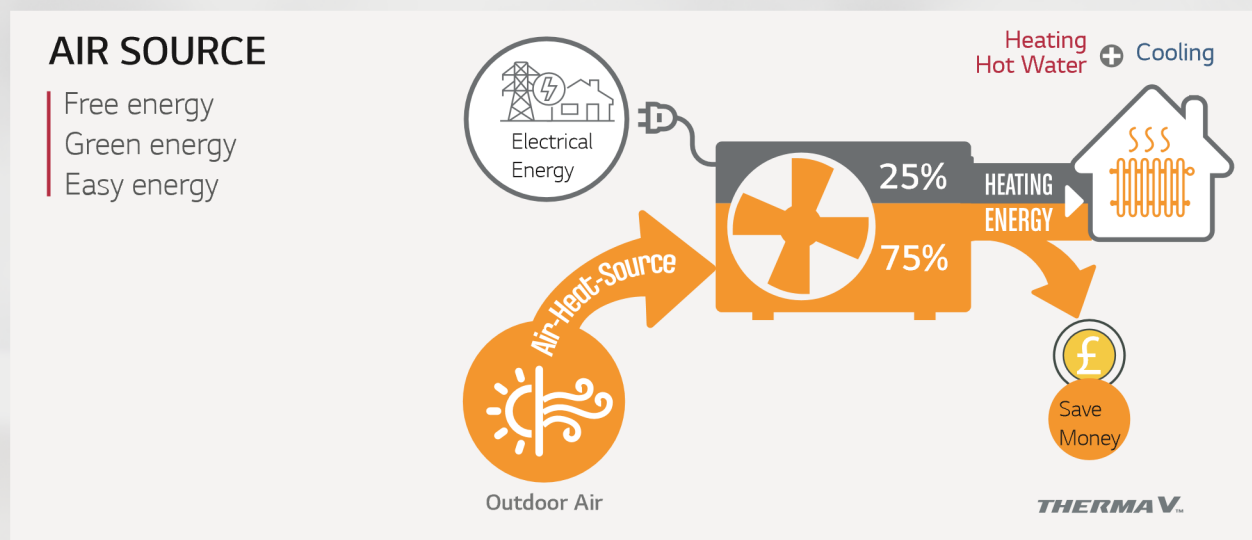 AIR SOURCE
Free energy
Green energy
Easy energy
Electrical
Energy
Heating
Hot Water
+
Cooling
25%
75%
HEATING
ENERGY
Air-Heat-Source
£
Save
Money
Outdoor Air
THERMA V™